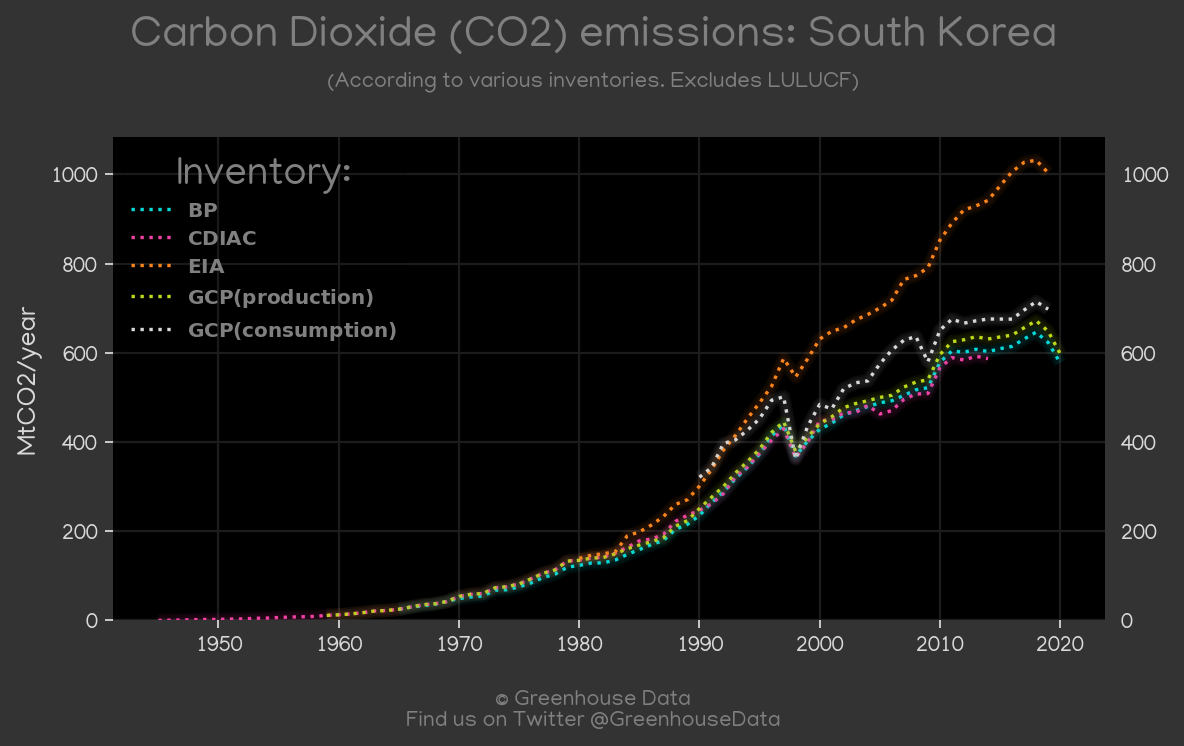 Carbon Dioxide (CO2) emissions: South Korea
(According to various inventories. Excludes LULUCF)
Inventory:
BP
CDIAC
EIA
GCP(production)
GCP(consumption)
MtCO2/year
1000
800
600
400
200
0
1000
800
600
400
200
0
1950 1960 1970 1980 1990 2000 2010 2020
© Greenhouse Data
Find us on Twitter @GreenhouseData